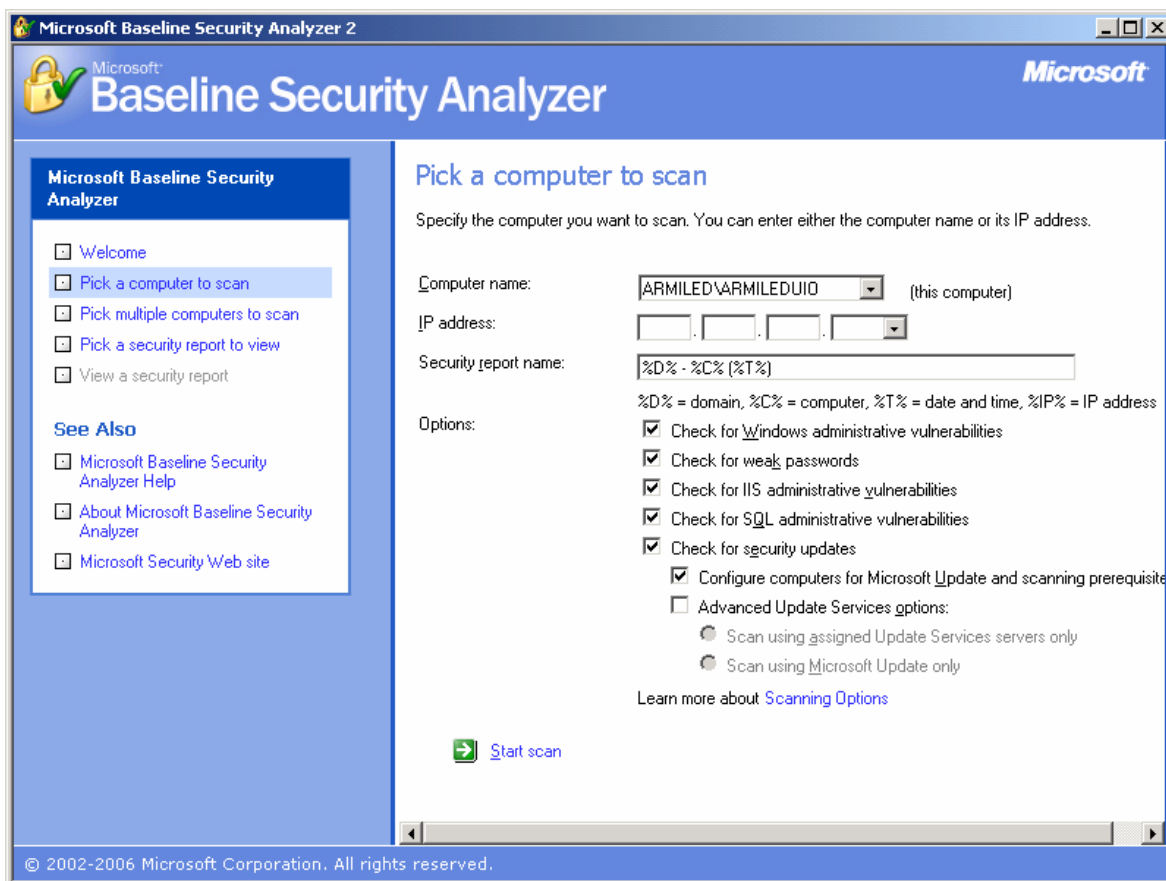 Microsoft Baseline Security Analyzer 2
Microsoft
Baseline Security Analyzer
Microsoft
Microsoft Baseline Security
Analyzer
Welcome
Pick a computer to scan
Pick multiple computers to scan
Pick a security report to view
View a security report
See Also
Microsoft Baseline Security
Analyzer Help
About Microsoft Baseline Security
Analyzer
Microsoft Security Web site
Pick a computer to scan
Specify the computer you want to scan. You can enter either the computer name or its IP address.
Computer name: ARMILED\ARMILEDUIO (this computer)
IP address: . . .
Security report name: %D% - %C% (%T%)
%D% = domain, %C% = computer, %T% = date and time, %IP% = IP address
Options:
Check for Windows administrative vulnerabilities
Check for weak passwords
Check for IIS administrative vulnerabilities
Check for SQL administrative vulnerabilities
Check for security updates
Configure computers for Microsoft Update and scanning prerequisite
Advanced Update Services options:
Scan using assigned Update Services servers only
Scan using Microsoft Update only
Learn more about Scanning Options
Start scan
© 2002-2006 Microsoft Corporation. All rights reserved.